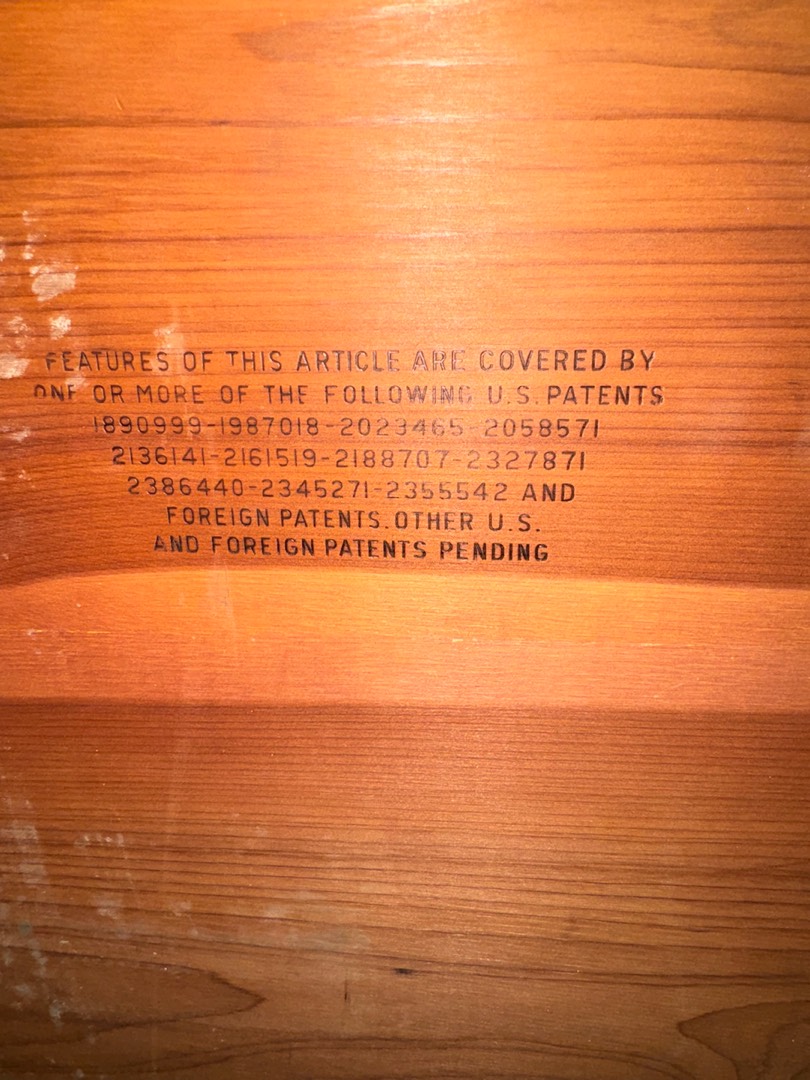 FEATURES OF THIS ARTICLE ARE COVERED BY
ONE OR MORE OF THE FOLLOWING U.S. PATENTS
1890999-1987018-2023465-2058571
2136141-2161519-2188707-2327871
2386440-2345271-2355542 AND
FOREIGN PATENTS. OTHER U.S.
AND FOREIGN PATENTS PENDING